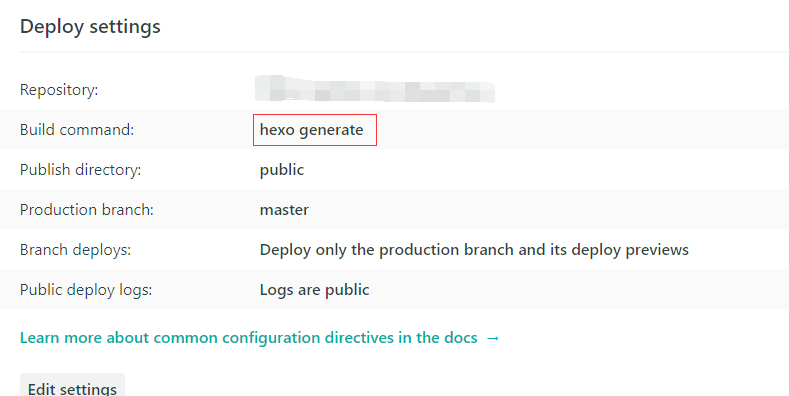 Deploy settings
Repository:
Build command: hexo generate
Publish directory: public
Production branch: master
Branch deploys: Deploy only the production branch and its deploy previews
Public deploy logs: Logs are public
Learn more about common configuration directives in the docs →
Edit settings